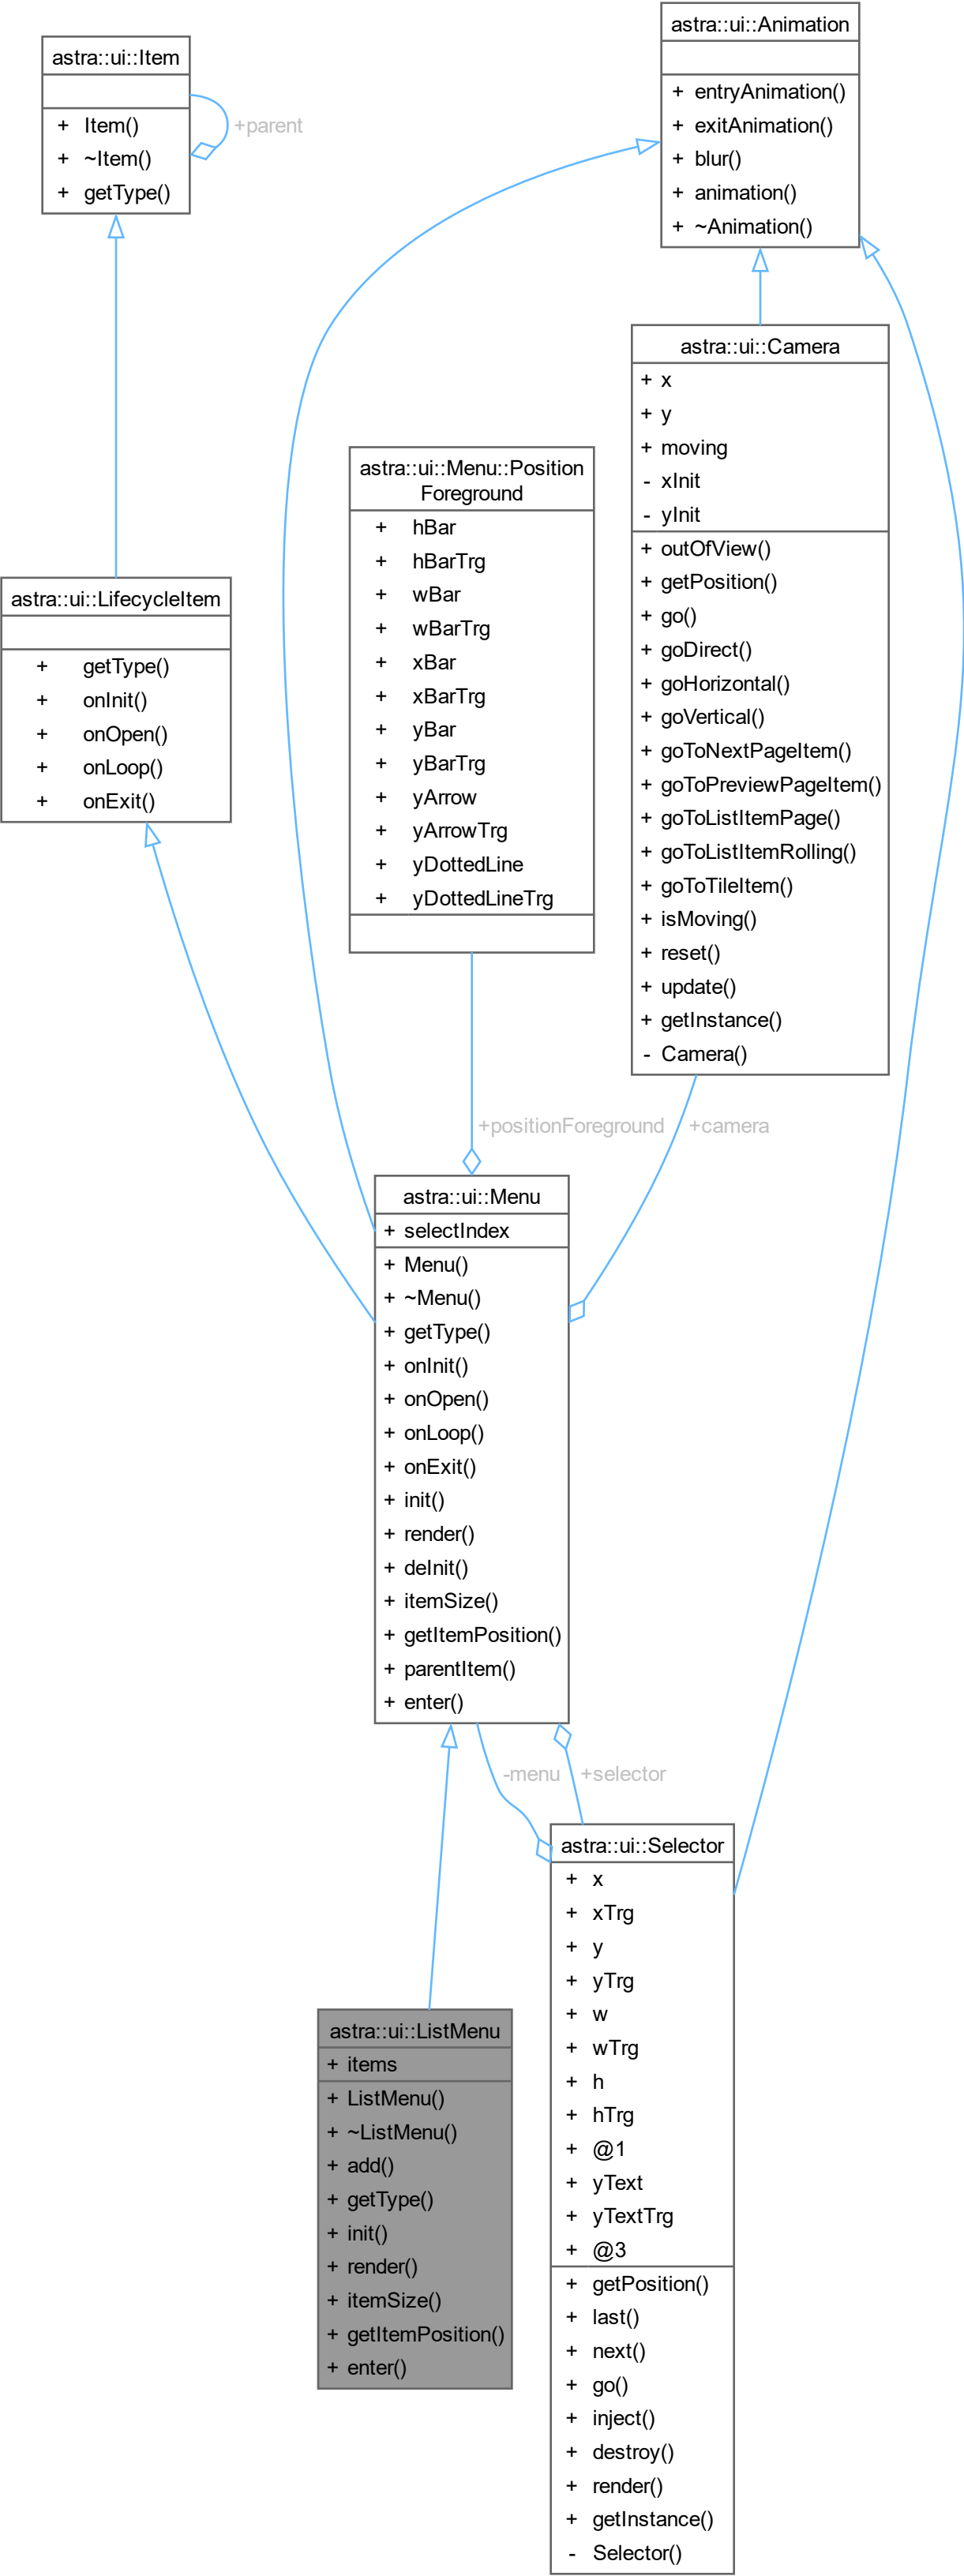 astra::ui::Item
+ Item()
+ ~Item()
+ getType()
+parent
astra::ui::Animation
+ entryAnimation()
+ exitAnimation()
+ blur()
+ animation()
+ ~Animation()
astra::ui::Camera
+ x
+ y
+ moving
- xInit
- yInit
+ outOfView()
+ getPosition()
+ go()
+ goDirect()
+ goHorizontal()
+ goVertical()
+ goToNextPageItem()
+ goToPreviewPageItem()
+ goToListItemPage()
+ goToListItemRolling()
+ goToTileItem()
+ isMoving()
+ reset()
+ update()
+ getInstance()
- Camera()
astra::ui::Menu::Position
Foreground
+ hBar
+ hBarTrg
+ wBar
+ wBarTrg
+ xBar
+ xBarTrg
+ yBar
+ yBarTrg
+ yArrow
+ yArrowTrg
+ yDottedLine
+ yDottedLineTrg
astra::ui::LifecycleItem
+ getType()
+ onInit()
+ onOpen()
+ onLoop()
+ onExit()
+positionForeground
+camera
astra::ui::Menu
+ selectIndex
+ Menu()
+ ~Menu()
+ getType()
+ onInit()
+ onOpen()
+ onLoop()
+ onExit()
+ init()
+ render()
+ deInit()
+ itemSize()
+ getItemPosition()
+ parentItem()
+ enter()
-menu
+selector
astra::ui::Selector
+ x
+ xTrg
+ y
+ yTrg
+ w
+ wTrg
+ h
+ hTrg
+ @1
+ yText
+ yTextTrg
+ @3
+ getPosition()
+ last()
+ next()
+ go()
+ inject()
+ destroy()
+ render()
+ getInstance()
- Selector()
astra::ui::ListMenu
+ items
+ ListMenu()
+ ~ListMenu()
+ add()
+ getType()
+ init()
+ render()
+ itemSize()
+ getItemPosition()
+ enter()